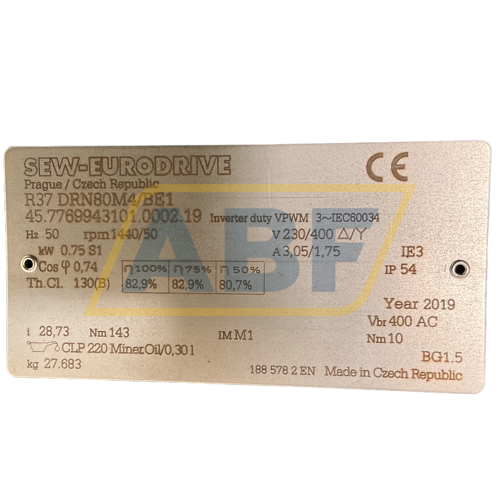 SEW-EURODRIVE CE
Prague / Czech Republic
R37 DRN80M4/BE1
45.7769943101.0002.19 Inverter duty VPWM 3~IEC60034
Hz 50 rpm 1440/50 V 230/400 △/Y
kW 0.75 S1 A 3,05/1,75 IE3
Cos φ 0,74 η100% η75% η50% IP 54
Th.Cl. 130(B) 82,9% 82,9% 80,7%
Year 2019
Vbr 400 AC
i 28,73 Nm 143 IM M1 Nm 10
CLP 220 Miner.Oil/0,30 l BG1.5
kg 27.683 188 578 2 EN Made in Czech Republic
ABF